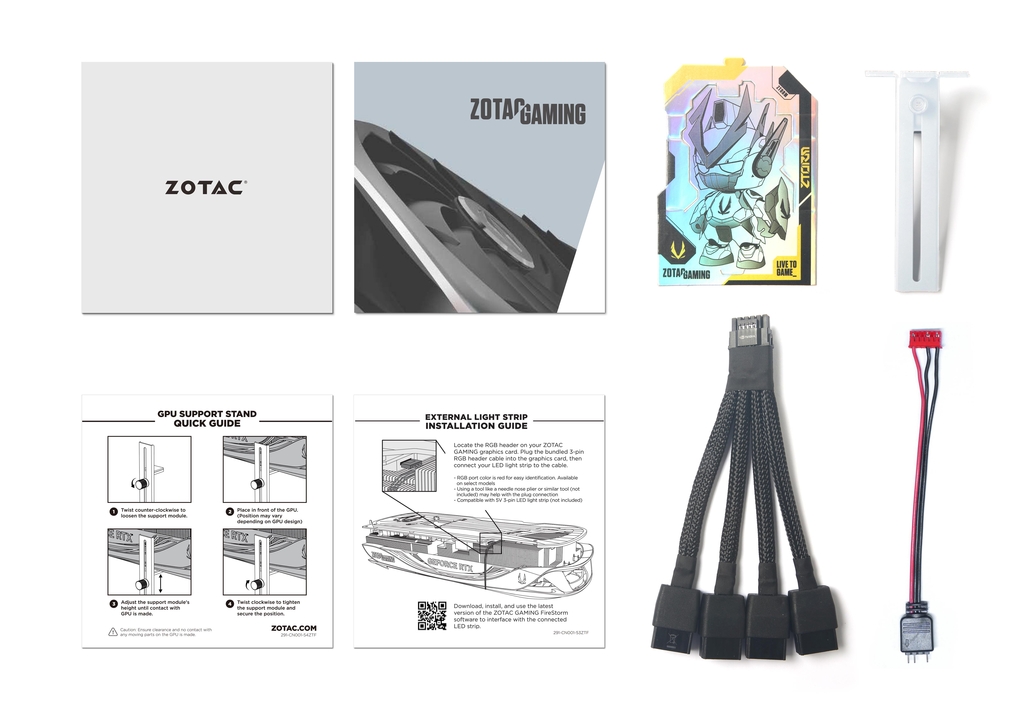 ZOTAC®
ZOTAC GAMING
ZTORM
ZTORM
ZOTAC GAMING
LIVE TO
GAME_
GPU SUPPORT STAND
QUICK GUIDE
1 Twist counter-clockwise to
loosen the support module.
2 Place in front of the GPU.
(Position may vary
depending on GPU design)
3 Adjust the support module's
height until contact with
GPU is made.
4 Twist clockwise to tighten
the support module and
secure the position.
Caution: Ensure clearance and no contact with
any moving parts on the GPU is made.
ZOTAC.COM
291-CN001-542TF
EXTERNAL LIGHT STRIP
INSTALLATION GUIDE
Locate the RGB header on your ZOTAC
GAMING graphics card. Plug the bundled 3-pin
RGB header cable into the graphics card, then
connect your LED light strip to the cable.
- RGB port color is red for easy identification. Available
on select models
- Using a tool like a needle nose plier or similar tool (not
included) may help with the plug connection
- Compatible with 5V 3-pin LED light strip (not included)
GEFORCE RTX
Download, install, and use the latest
version of the ZOTAC GAMING FireStorm
software to interface with the connected
LED strip.
291-CN001-532TF